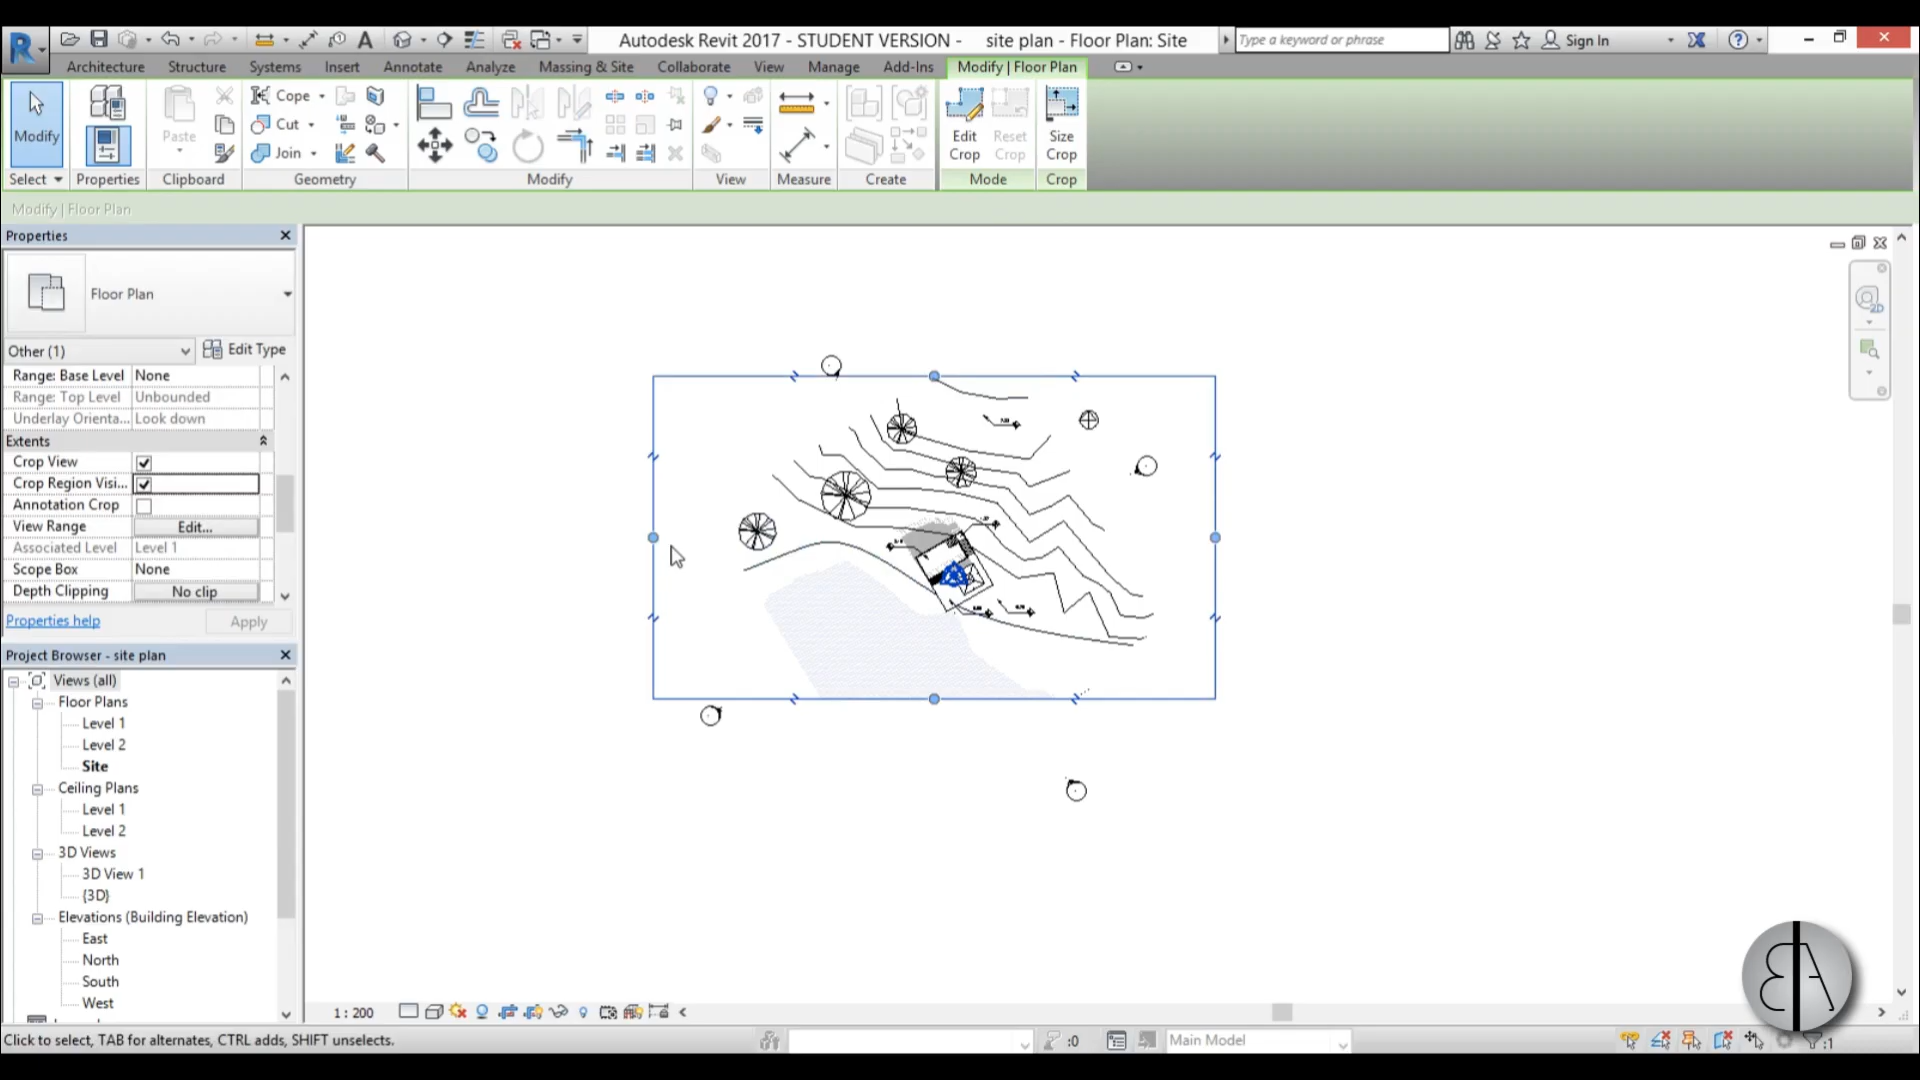 Autodesk Revit 2017 - STUDENT VERSION - site plan - Floor Plan: Site
Type a keyword or phrase
Sign In
Architecture Structure Systems Insert Annotate Analyze Massing & Site Collaborate View Manage Add-Ins Modify | Floor Plan
Modify
Paste
Cope
Cut
Join
Edit Crop
Reset Crop
Size Crop
Select Properties Clipboard Geometry Modify View Measure Create Mode Crop
Modify | Floor Plan
Properties
Floor Plan
Other (1) Edit Type
Range: Base Level None
Range: Top Level Unbounded
Underlay Orienta... Look down
Extents
Crop View
Crop Region Visi...
Annotation Crop
View Range Edit...
Associated Level Level 1
Scope Box None
Depth Clipping No clip
Properties help Apply
Project Browser - site plan
Views (all)
Floor Plans
Level 1
Level 2
Site
Ceiling Plans
Level 1
Level 2
3D Views
3D View 1
{3D}
Elevations (Building Elevation)
East
North
South
West
2D
1 : 200
Click to select, TAB for alternates, CTRL adds, SHIFT unselects.
:0
Main Model
:1